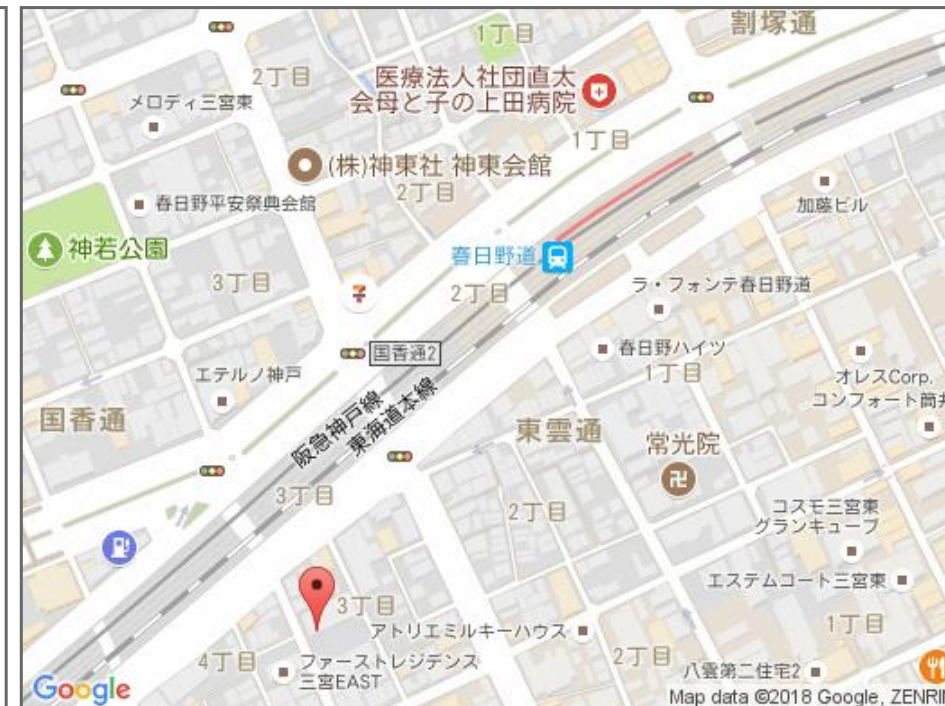 1丁目
割塚通
2丁目
医療法人社団直太
会母と子の上田病院
メロディ三宮東
1丁目
(株)神東社 神東会館
2丁目
加藤ビル
春日野平安祭典会館
神若公園
春日野道
3丁目
2丁目
ラ・フォンテ春日野道
国香通2
春日野ハイツ
エテルノ神戸
1丁目
オレスCorp.
コンフォート筒井
国香通
阪急神戸線
東海道本線
東雲通
常光院
3丁目
2丁目
コスモ三宮東
グランキューブ
エステムコート三宮東
3丁目
アトリエミルキーハウス
1丁目
4丁目
ファーストレジデンス
三宮EAST
2丁目
八雲第二住宅2
Google
Map data ©2018 Google, ZENRIN